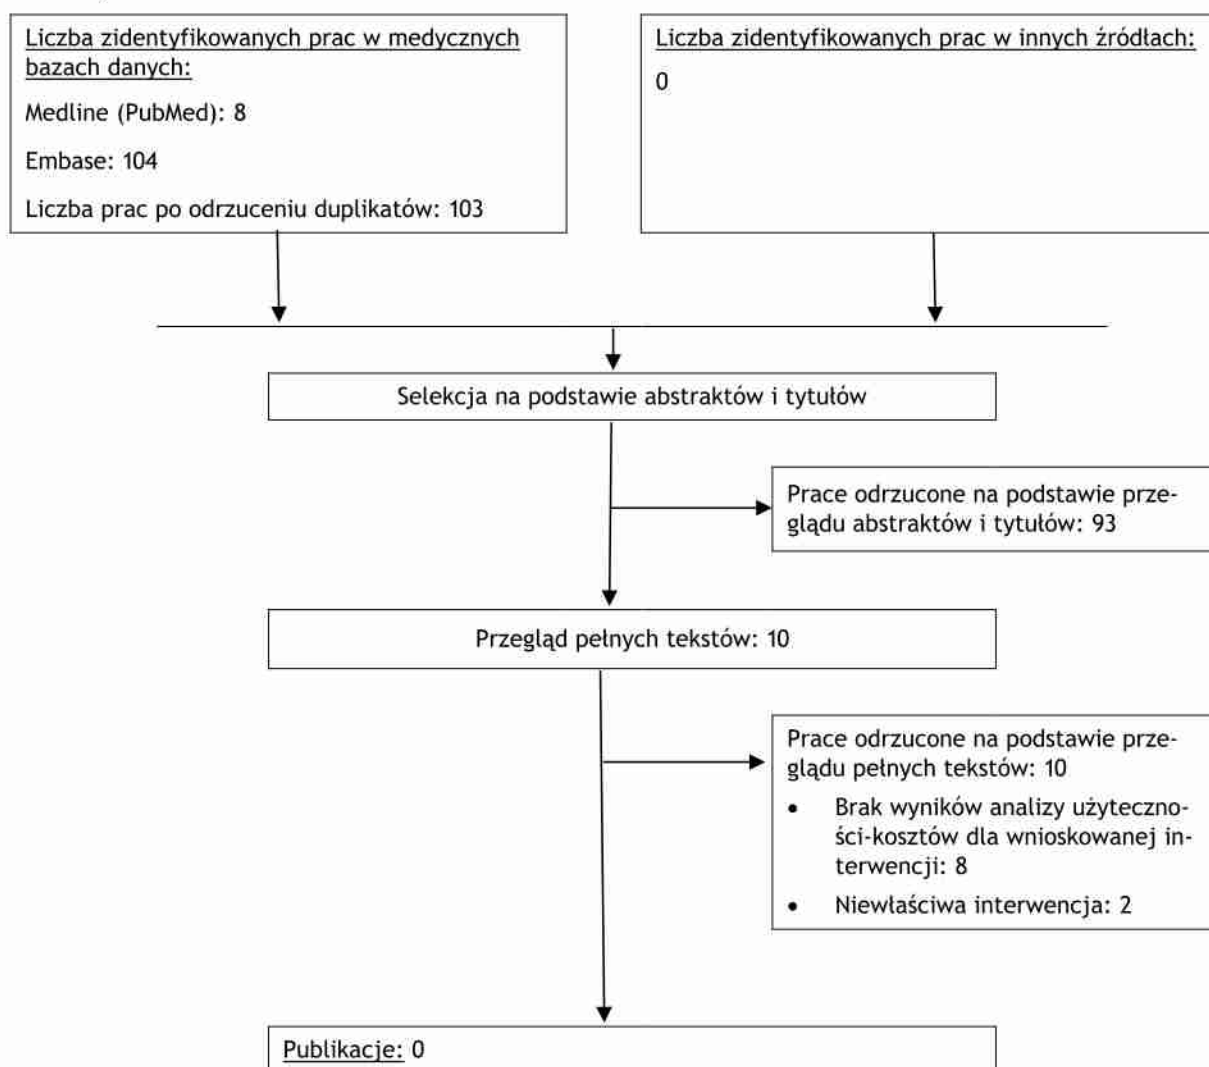 Liczba zidentyfikowanych prac w medycznych
bazach danych:
Medline (PubMed): 8
Embase: 104
Liczba prac po odrzuceniu duplikatów: 103
Liczba zidentyfikowanych prac w innych źródłach:
0
Selekcja na podstawie abstraktów i tytułów
Prace odrzucone na podstawie prze-
glądu abstraktów i tytułów: 93
Przegląd pełnych tekstów: 10
Prace odrzucone na podstawie prze-
glądu pełnych tekstów: 10
• Brak wyników analizy użyteczno-
ści-kosztów dla wnioskowanej in-
terwencji: 8
• Niewłaściwa interwencja: 2
Publikacje: 0